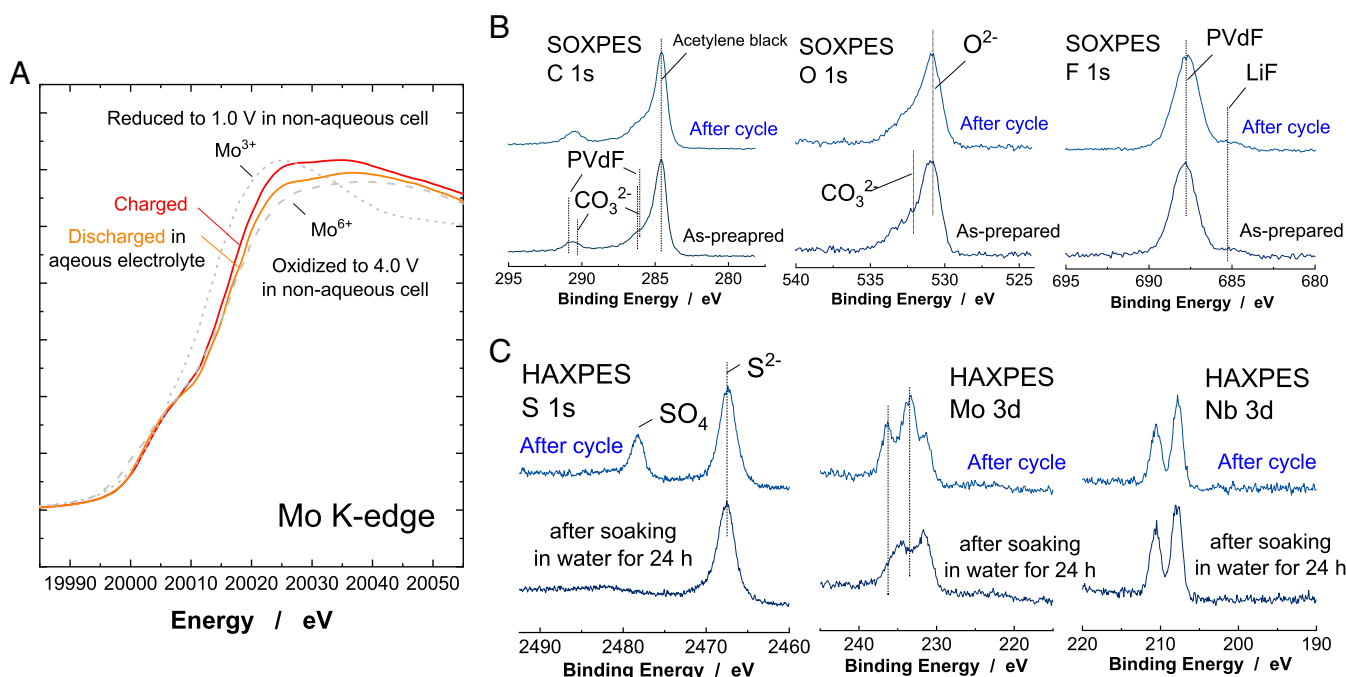 A
Reduced to 1.0 V in non-aqueous cell
Mo3+
Charged
Discharged in
aqeous electrolyte
Mo6+
Oxidized to 4.0 V
in non-aqueous cell
Mo K-edge
19990 20000 20010 20020 20030 20040 20050
Energy / eV
B
SOXPES
C 1s
Acetylene black
After cycle
PVdF
CO32-
As-preapred
295 290 285 280
Binding Energy / eV
SOXPES
O 1s
O2-
After cycle
CO32-
As-prepared
540 535 530 525
Binding Energy / eV
SOXPES
F 1s
PVdF
LiF
After cycle
As-prepared
695 690 685 680
Binding Energy / eV
C
HAXPES
S 1s
S2-
SO4
After cycle
after soaking
in water for 24 h
2490 2480 2470 2460
Binding Energy / eV
HAXPES
Mo 3d
After cycle
after soaking
in water for 24 h
240 230 220
Binding Energy / eV
HAXPES
Nb 3d
After cycle
after soaking
in water for 24 h
220 210 200 190
Binding Energy / eV